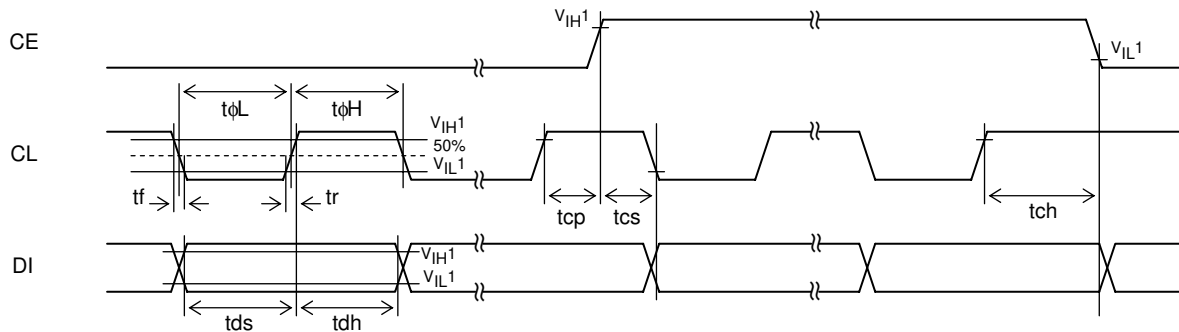 CE
VIH1
VIL1
tϕL
tϕH
CL
VIH1
50%
VIL1
tf
tr
tcp
tcs
tch
DI
VIH1
VIL1
tds
tdh